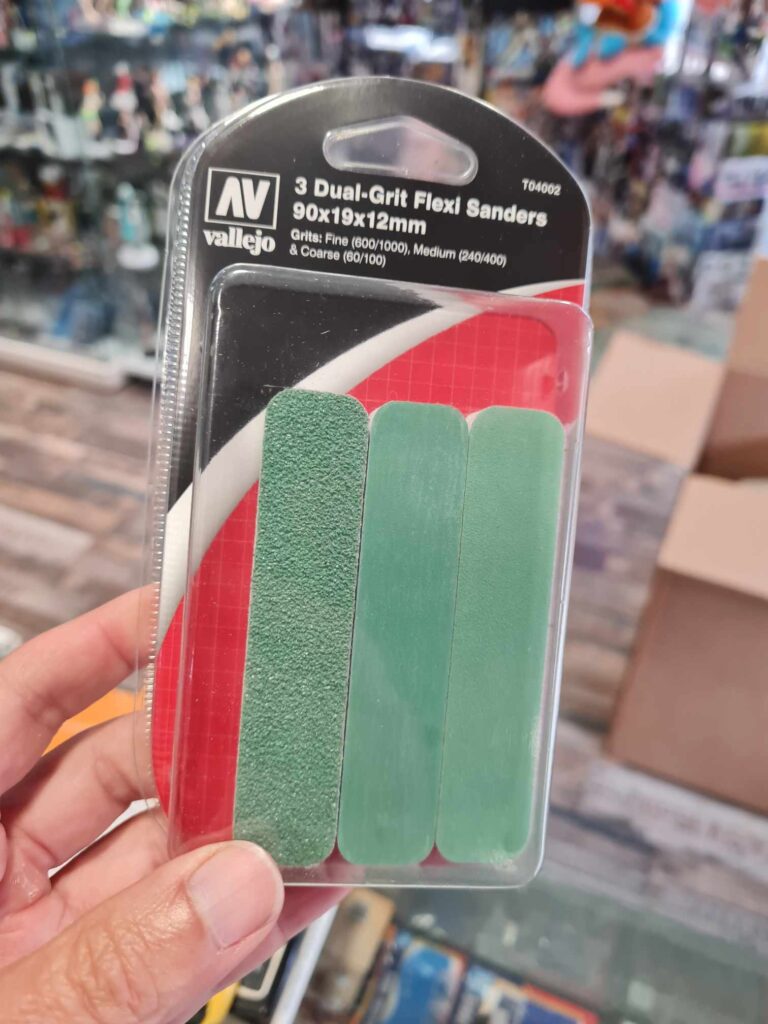 AV
vallejo
3 Dual-Grit Flexi Sanders
90x19x12mm
Grits: Fine (600/1000), Medium (240/400)
& Coarse (60/100)
T04002